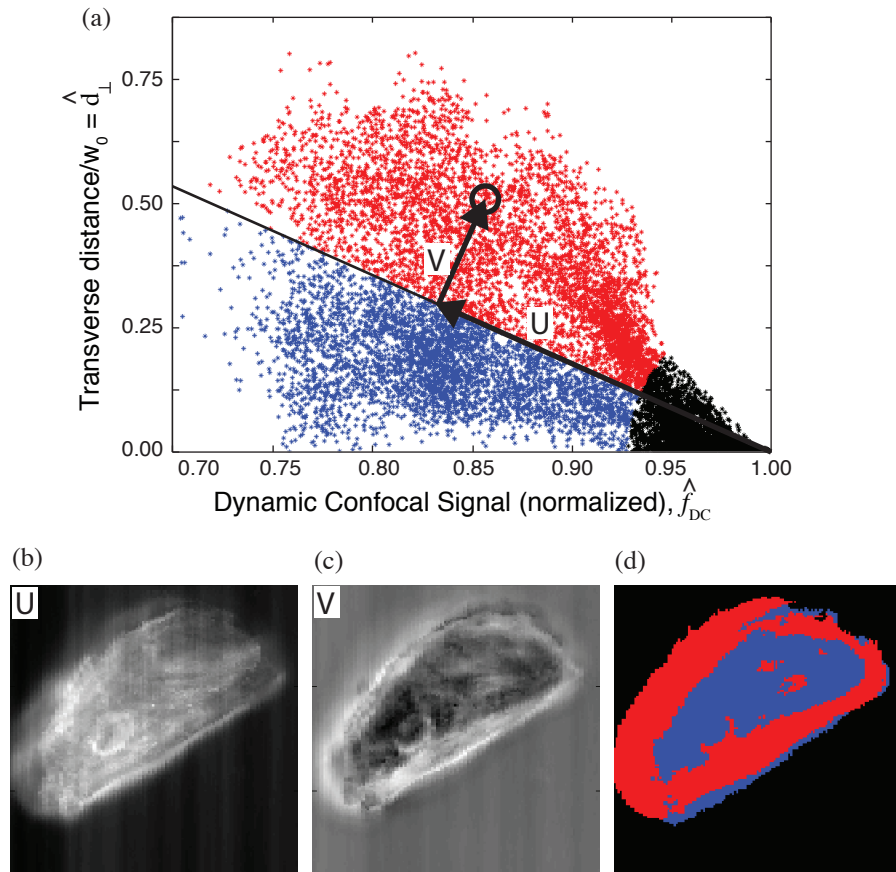 (a)
Transverse distance/w₀ = d̂⊥
0.75
0.50
0.25
0.00
V
U
0.70 0.75 0.80 0.85 0.90 0.95 1.00
Dynamic Confocal Signal (normalized), f̂DC
(b) (c) (d)
U V